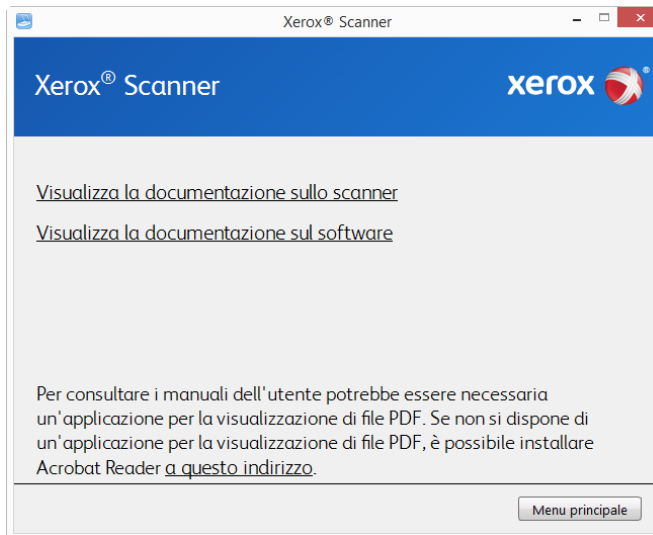 Xerox® Scanner
Xerox® Scanner
xerox ®
Visualizza la documentazione sullo scanner
Visualizza la documentazione sul software
Per consultare i manuali dell'utente potrebbe essere necessaria
un'applicazione per la visualizzazione di file PDF. Se non si dispone di
un'applicazione per la visualizzazione di file PDF, è possibile installare
Acrobat Reader a questo indirizzo.
Menu principale